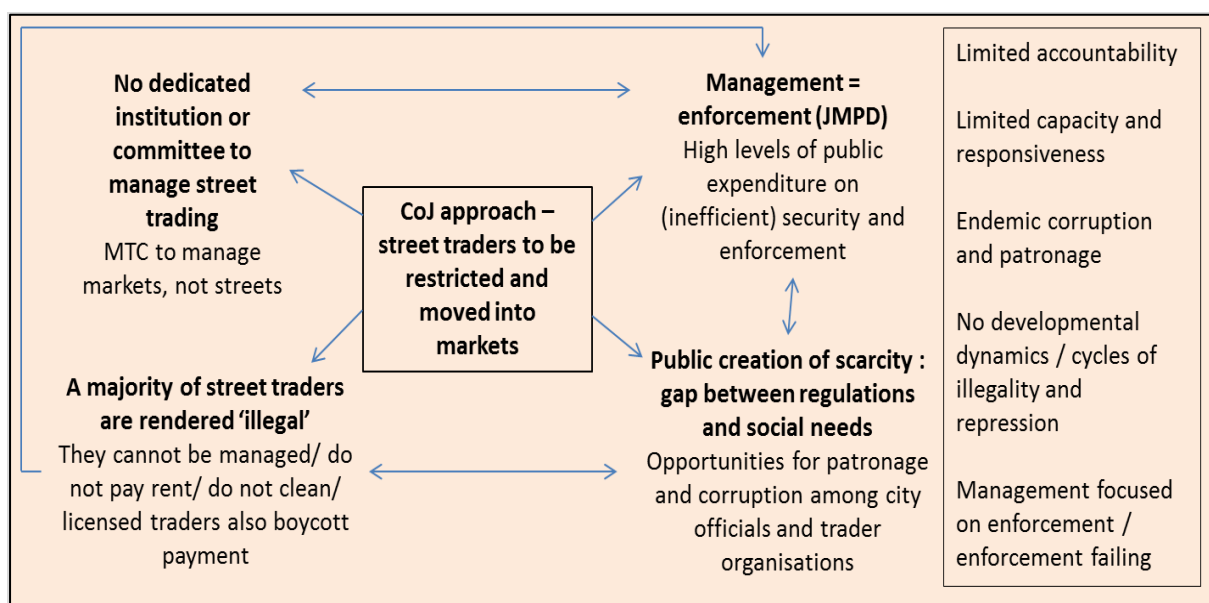 No dedicated
institution or
committee to
manage street
trading
MTC to manage
markets, not streets
Management =
enforcement (JMPD)
High levels of public
expenditure on
(inefficient) security and
enforcement
CoJ approach –
street traders to be
restricted and
moved into
markets
A majority of street traders
are rendered ‘illegal’
They cannot be managed/ do
not pay rent/ do not clean/
licensed traders also boycott
payment
Public creation of scarcity :
gap between regulations
and social needs
Opportunities for patronage
and corruption among city
officials and trader
organisations
Limited accountability
Limited capacity and
responsiveness
Endemic corruption
and patronage
No developmental
dynamics / cycles of
illegality and
repression
Management focused
on enforcement /
enforcement failing